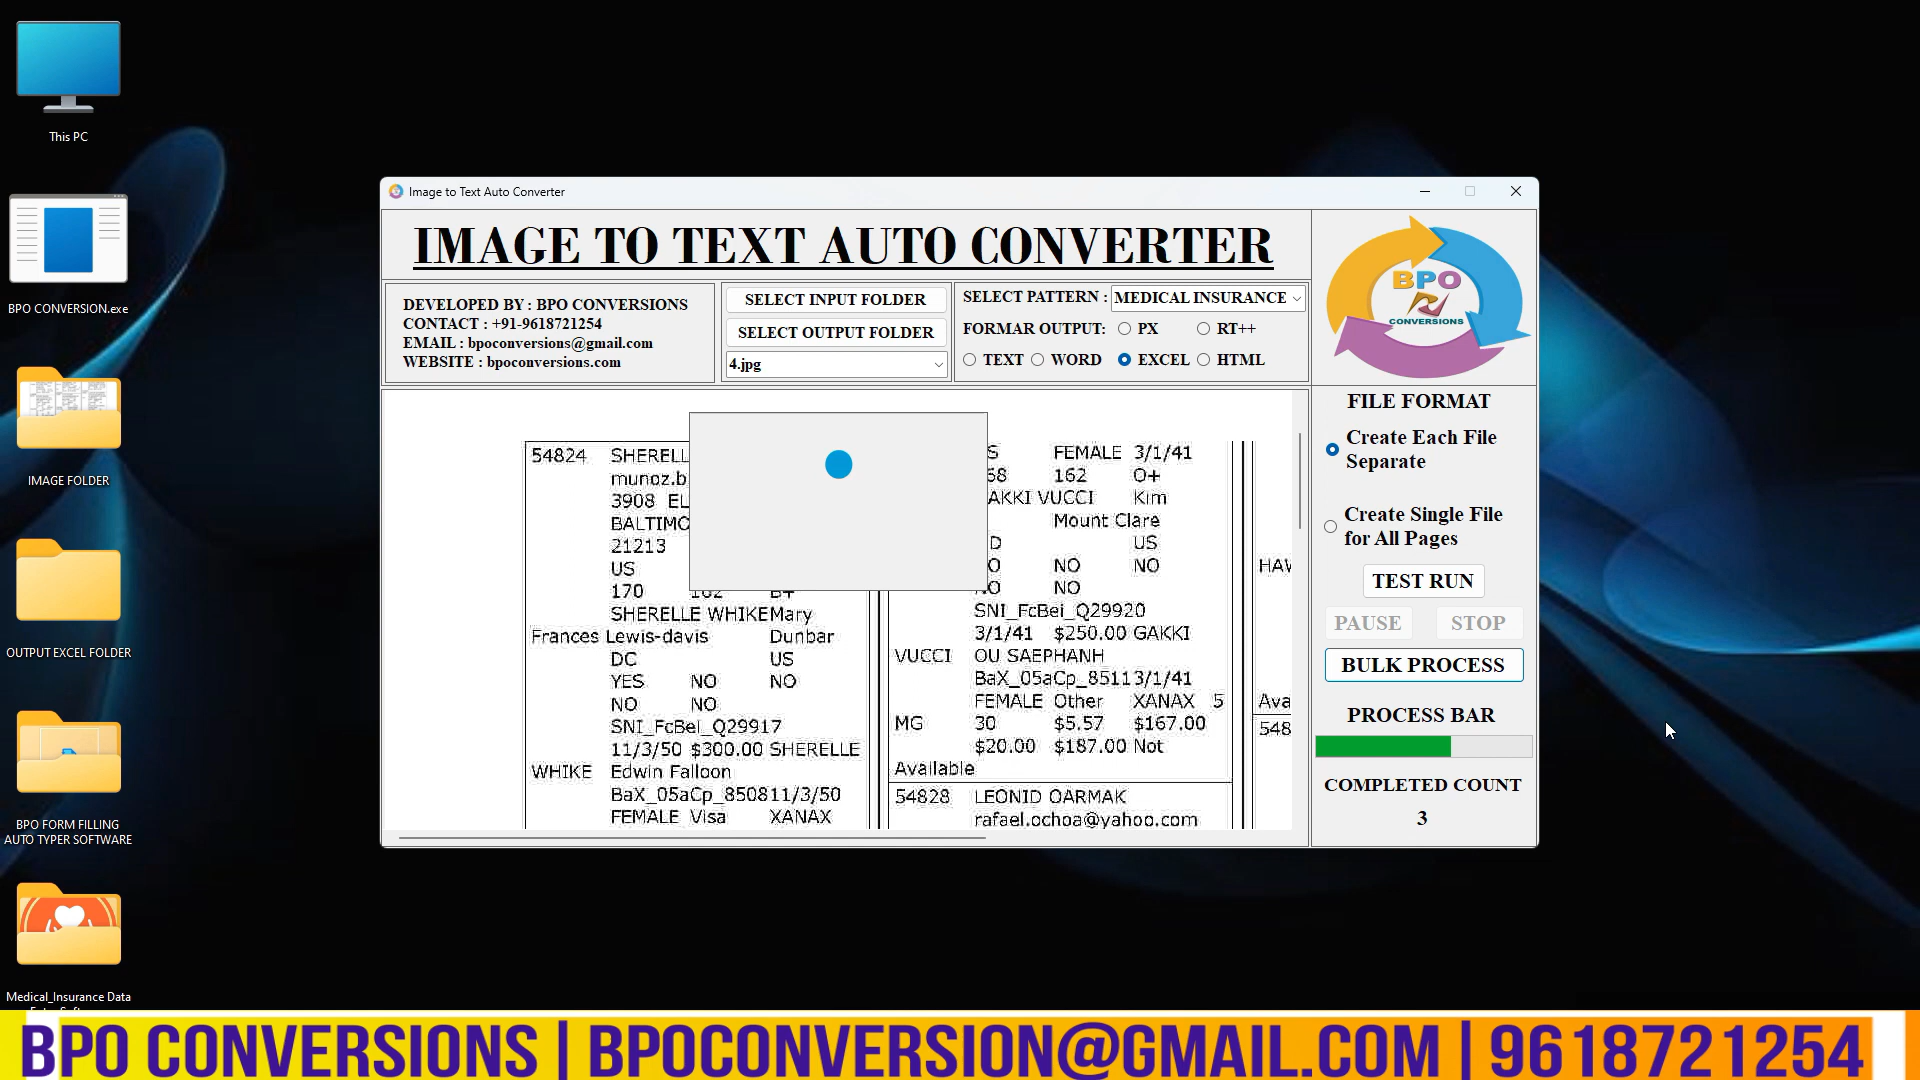 This PC
BPO CONVERSION.exe
IMAGE FOLDER
OUTPUT EXCEL FOLDER
BPO FORM FILLING
AUTO TYPER SOFTWARE
Medical_Insurance Data
Image to Text Auto Converter
IMAGE TO TEXT AUTO CONVERTER
DEVELOPED BY : BPO CONVERSIONS
CONTACT : +91-9618721254
EMAIL : bpoconversions@gmail.com
WEBSITE : bpoconversions.com
SELECT INPUT FOLDER
SELECT OUTPUT FOLDER
4.jpg
SELECT PATTERN : MEDICAL INSURANCE
FORMAR OUTPUT: PX RT++
TEXT WORD EXCEL HTML
BPO
CONVERSIONS
54824 SHERELL
munoz.b
3908 EL
BALTIMO
21213
US
170 162 B+
SHERELLE WHIKEMary
Frances Lewis-davis Dunbar
DC US
YES NO NO
NO NO
SNI_FcBel_Q29917
11/3/50 $300.00 SHERELLE
WHIKE Edwin Falloon
BaX_05aCp_850811/3/50
FEMALE Visa XANAX
S FEMALE 3/1/41
68 162 O+
AKKI VUCCI Kim
Mount Clare
D US
O NO NO
NO NO
SNI_FcBel_Q29920
3/1/41 $250.00 GAKKI
VUCCI OU SAEPHANH
BaX_05aCp_85113/1/41
FEMALE Other XANAX 5
MG 30 $5.57 $167.00
$20.00 $187.00 Not
Available
54828 LEONID OARMAK
rafael.ochoa@yahoo.com
HAW
Ava
548
FILE FORMAT
Create Each File
Separate
Create Single File
for All Pages
TEST RUN
PAUSE STOP
BULK PROCESS
PROCESS BAR
COMPLETED COUNT
3
BPO CONVERSIONS | BPOCONVERSION@GMAIL.COM | 9618721254